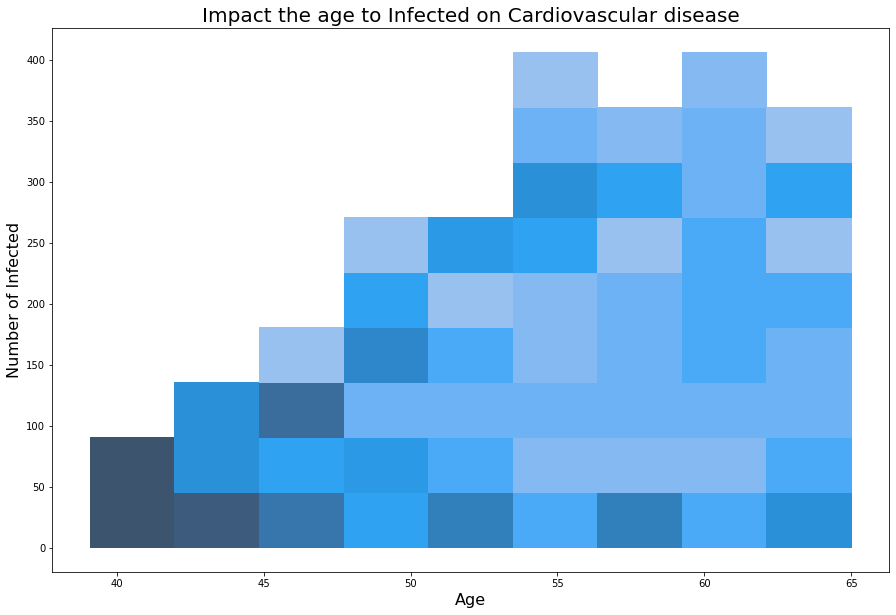 Impact the age to Infected on Cardiovascular disease
400
350
300
250
200
150
100
50
0
Number of Infected
40 45 50 55 60 65
Age